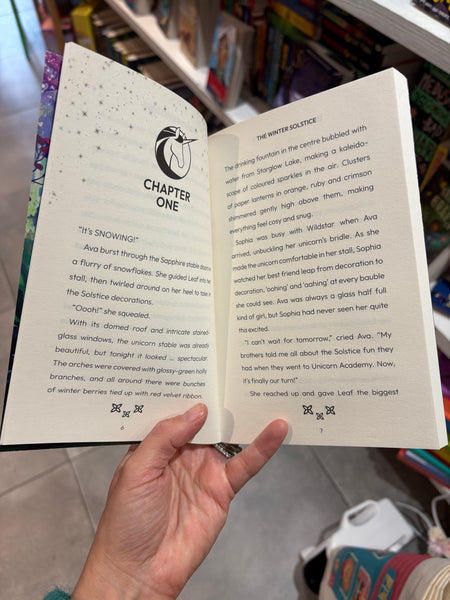 CHAPTER
ONE
"It's SNOWING!"
Ava burst through the Sapphire stable doors in
a flurry of snowflakes. She guided Leaf into her
stall, then twirled around on her heel to take in
the Solstice decorations.
"Oooh!" she squealed.
With its domed roof and intricate stained-
glass windows, the unicorn stable was already
beautiful, but tonight it looked ... spectacular.
The arches were covered with glossy-green holly
branches, and all around there were bunches
of winter berries tied up with red velvet ribbon.
6
THE WINTER SOLSTICE
The drinking fountain in the centre bubbled with
water from Starglow Lake, making a kaleido-
scope of coloured sparkles in the air. Clusters
of paper lanterns in orange, ruby and crimson
shimmered gently high above them, making
everything feel cosy and snug.
Sophia was busy with Wildstar when Ava
arrived, unbuckling her unicorn's bridle. As she
made the unicorn comfortable in her stall, Sophia
watched her best friend leap from decoration to
decoration, 'oohing' and 'aahing' at every bauble
she could see. Ava was always a glass half full
kind of girl, but Sophia had never seen her quite
this excited.
"I can't wait for tomorrow," cried Ava. "My
brothers told me all about the Solstice fun they
had when they went to Unicorn Academy. Now,
it's finally our turn!"
She reached up and gave Leaf the biggest
7